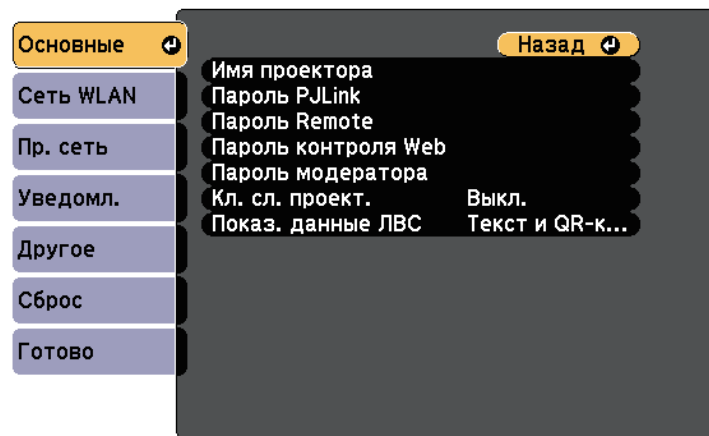 Основные
Сеть WLAN
Пр. сеть
Уведомл.
Другое
Сброс
Готово
Назад
Имя проектора
Пароль PJLink
Пароль Remote
Пароль контроля Web
Пароль модератора
Кл. сл. проект. Выкл.
Показ. данные ЛВС Текст и QR-к...